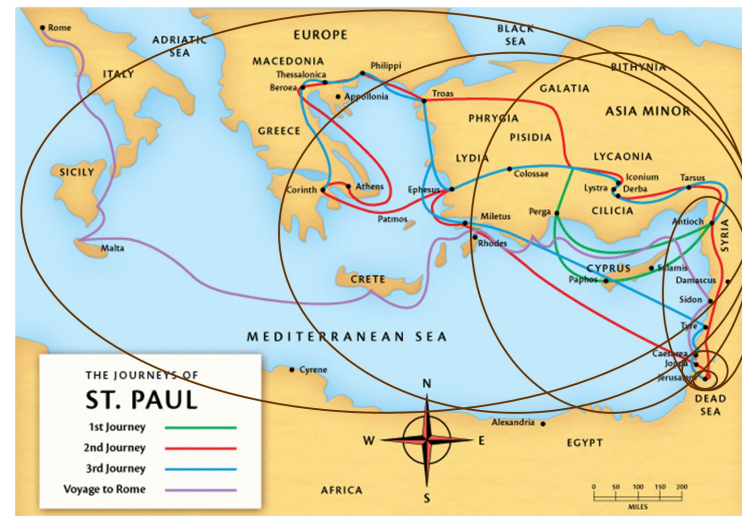 Rome
ADRIATIC
SEA
ITALY
SICILY
Malta
EUROPE
MACEDONIA
Thessalonica
Beroea
Philippi
Appollonia
GREECE
Corinth
Athens
BLACK
SEA
BITHYNIA
Troas
GALATIA
ASIA MINOR
PHRYGIA
PISIDIA
LYDIA
Colossae
LYCAONIA
Iconium
Lystra
Derba
Tarsus
CILICIA
Ephesus
Patmos
Miletus
Rhodes
Perga
Antioch
SYRIA
CRETE
CYPRUS
Salamis
Paphos
Damascus
Sidon
Tyre
Caesarea
Joppa
Jerusalem
DEAD
SEA
MEDITERRANEAN SEA
Cyrene
Alexandria
EGYPT
AFRICA
N
W
E
S
0 50 100 150 200
MILES
THE JOURNEYS OF
ST. PAUL
1st Journey
2nd Journey
3rd Journey
Voyage to Rome